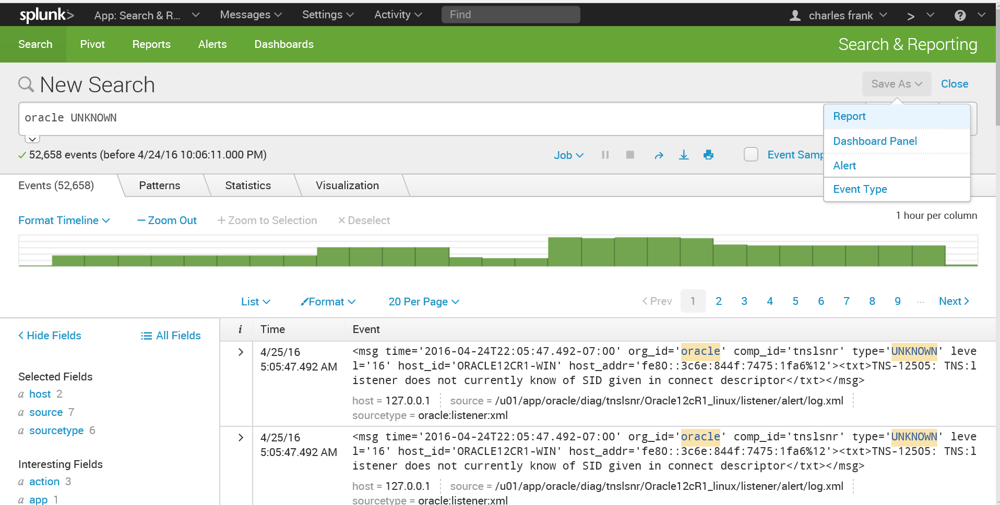 splunk> App: Search & R... Messages Settings Activity Find charles frank > ?
Search Pivot Reports Alerts Dashboards Search & Reporting
New Search Save As Close
oracle UNKNOWN
Report
Dashboard Panel
Alert
Event Type
52,658 events (before 4/24/16 10:06:11.000 PM) Job Event Samp
Events (52,658) Patterns Statistics Visualization
Format Timeline — Zoom Out + Zoom to Selection × Deselect 1 hour per column
List Format 20 Per Page < Prev 1 2 3 4 5 6 7 8 9 ... Next >
< Hide Fields All Fields
Selected Fields
a host 2
a source 7
a sourcetype 6
Interesting Fields
a action 3
a app 1
i Time Event
> 4/25/16
5:05:47.492 AM
<msg time='2016-04-24T22:05:47.492-07:00' org_id='oracle' comp_id='tnslsnr' type='UNKNOWN' leve
l='16' host_id='ORACLE12CR1-WIN' host_addr='fe80::3c6e:844f:7475:1fa6%12'><txt>TNS-12505: TNS:l
istener does not currently know of SID given in connect descriptor</txt></msg>
host = 127.0.0.1 source = /u01/app/oracle/diag/tnslsnr/Oracle12cR1_linux/listener/alert/log.xml
sourcetype = oracle:listener:xml
> 4/25/16
5:05:47.492 AM
<msg time='2016-04-24T22:05:47.492-07:00' org_id='oracle' comp_id='tnslsnr' type='UNKNOWN' leve
l='16' host_id='ORACLE12CR1-WIN' host_addr='fe80::3c6e:844f:7475:1fa6%12'><txt>TNS-12505: TNS:l
istener does not currently know of SID given in connect descriptor</txt></msg>
host = 127.0.0.1 source = /u01/app/oracle/diag/tnslsnr/Oracle12cR1_linux/listener/alert/log.xml
sourcetype = oracle:listener:xml